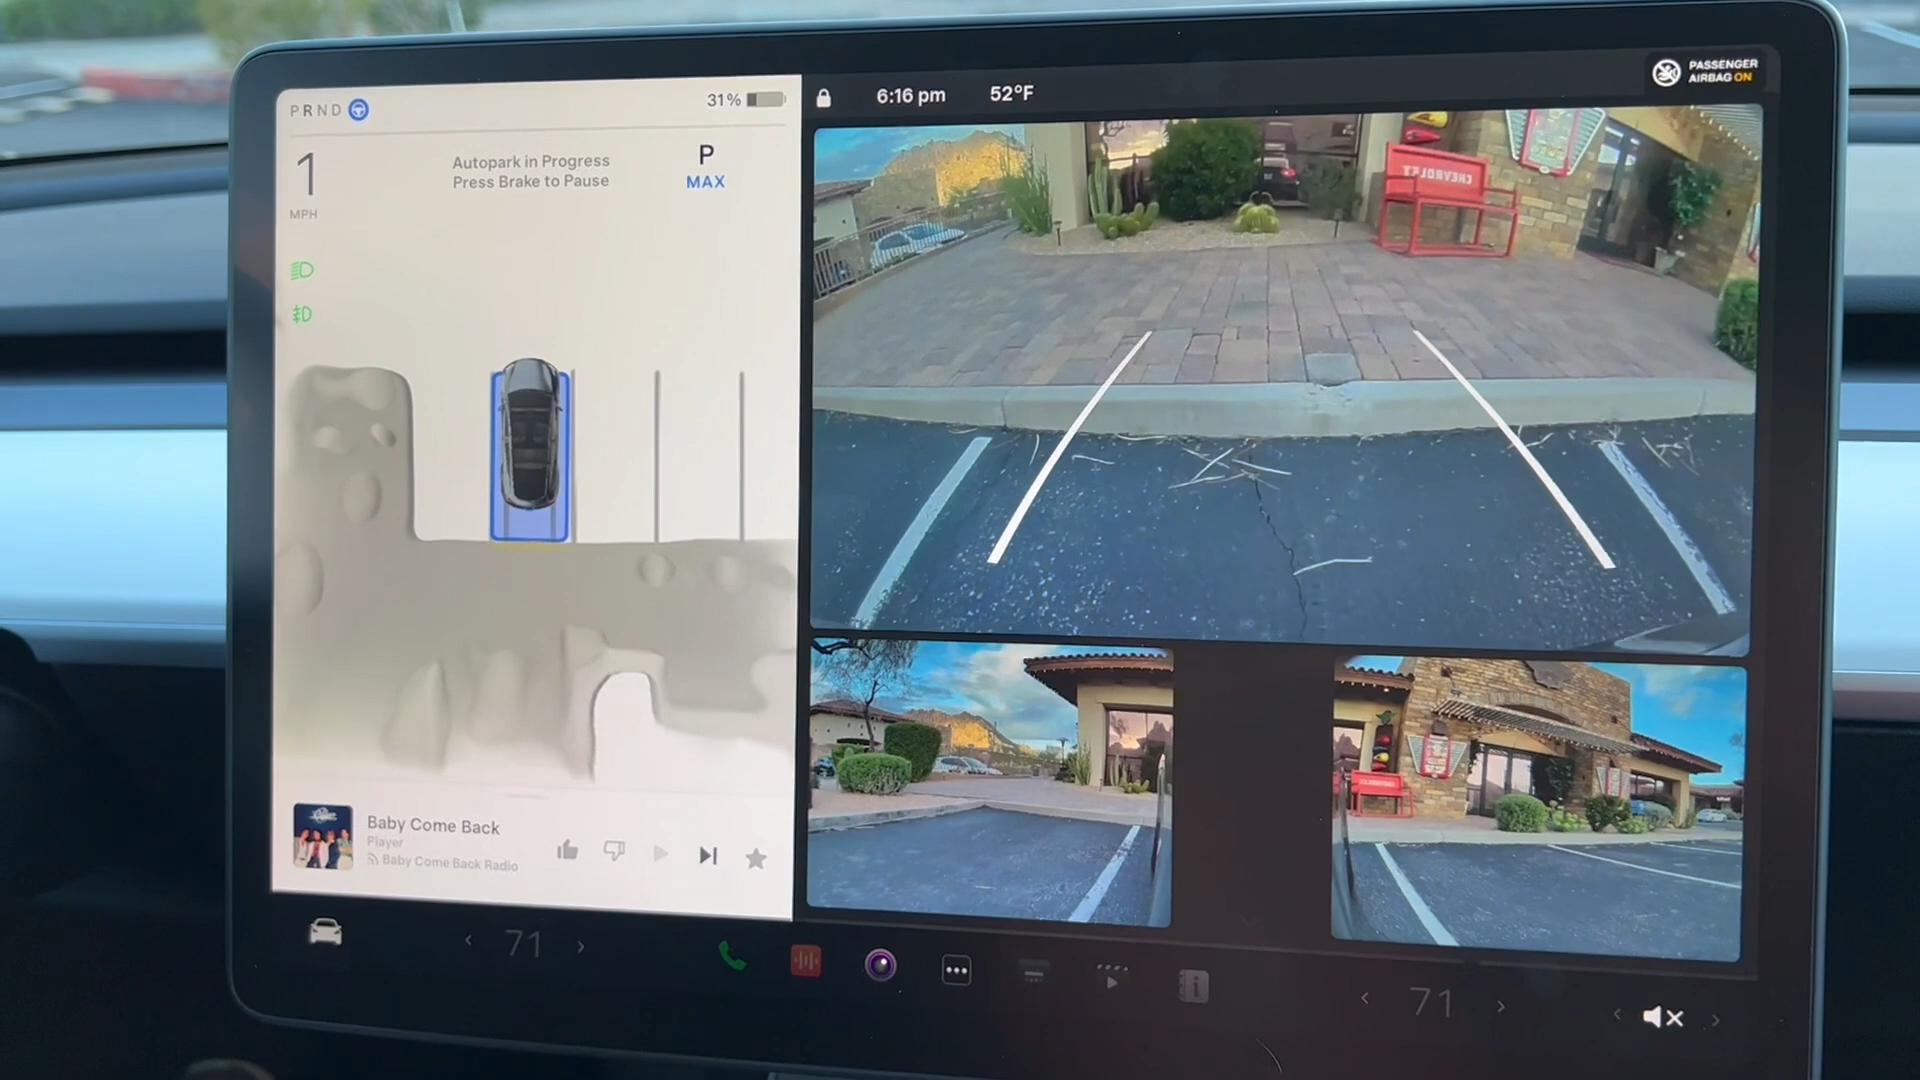 PRND
31%
6:16 pm
52°F
PASSENGER
AIRBAG ON
1
MPH
Autopark in Progress
Press Brake to Pause
P
MAX
CHEVROLET
Baby Come Back
Player
Baby Come Back Radio
71
71